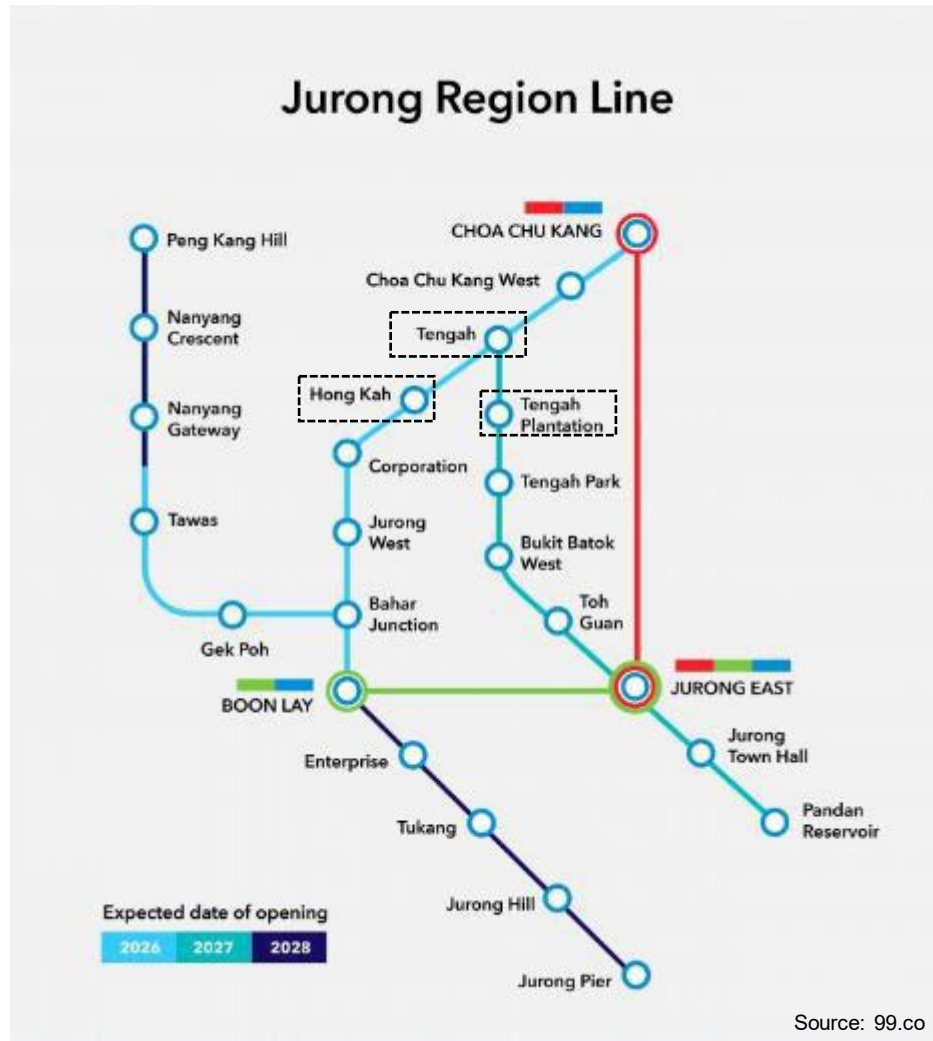 Jurong Region Line
CHOA CHU KANG
Peng Kang Hill
Choa Chu Kang West
Nanyang
Crescent
Tengah
Hong Kah
Tengah
Plantation
Nanyang
Gateway
Corporation
Tengah Park
Tawas
Jurong
West
Bukit Batok
West
Bahar
Junction
Toh
Guan
Gek Poh
BOON LAY
JURONG EAST
Enterprise
Jurong
Town Hall
Tukang
Pandan
Reservoir
Jurong Hill
Expected date of opening
2026 2027 2028
Jurong Pier
Source: 99.co